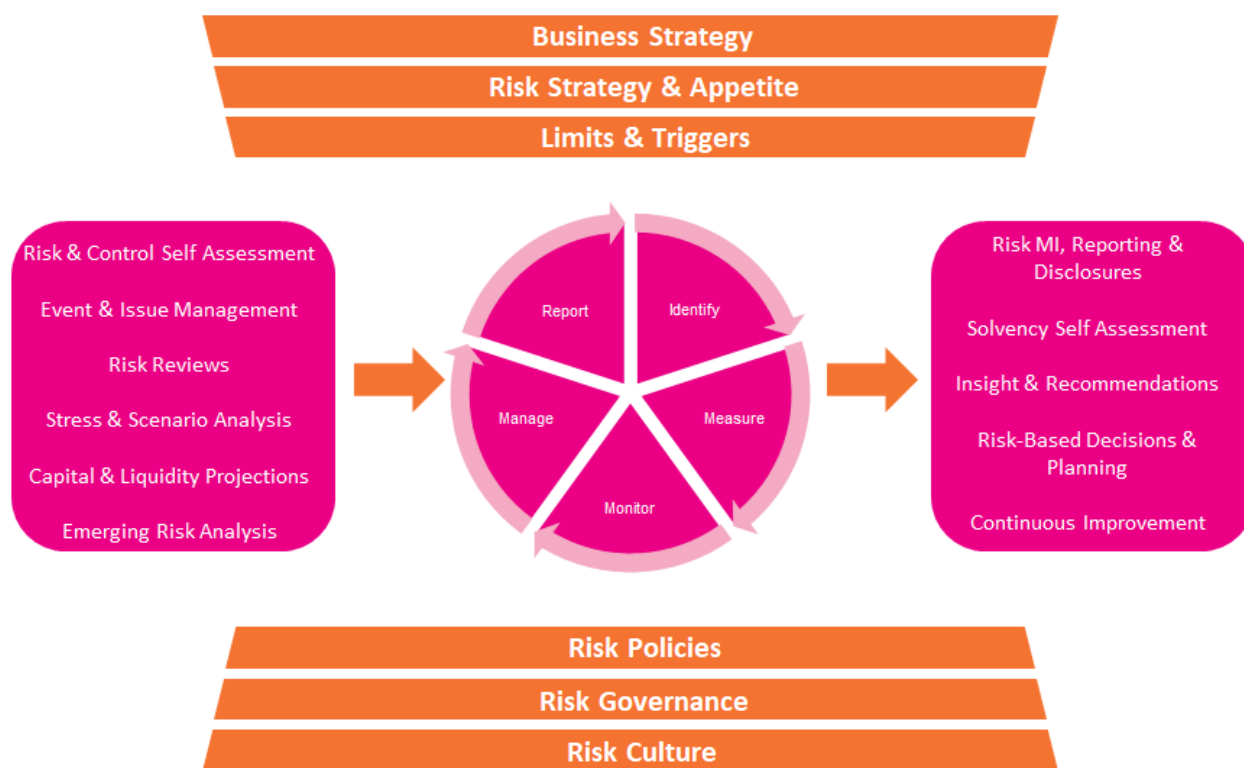 Business Strategy
Risk Strategy & Appetite
Limits & Triggers
Risk & Control Self Assessment
Event & Issue Management
Risk Reviews
Stress & Scenario Analysis
Capital & Liquidity Projections
Emerging Risk Analysis
Report
Identify
Manage
Measure
Monitor
Risk MI, Reporting &
Disclosures
Solvency Self Assessment
Insight & Recommendations
Risk-Based Decisions &
Planning
Continuous Improvement
Risk Policies
Risk Governance
Risk Culture